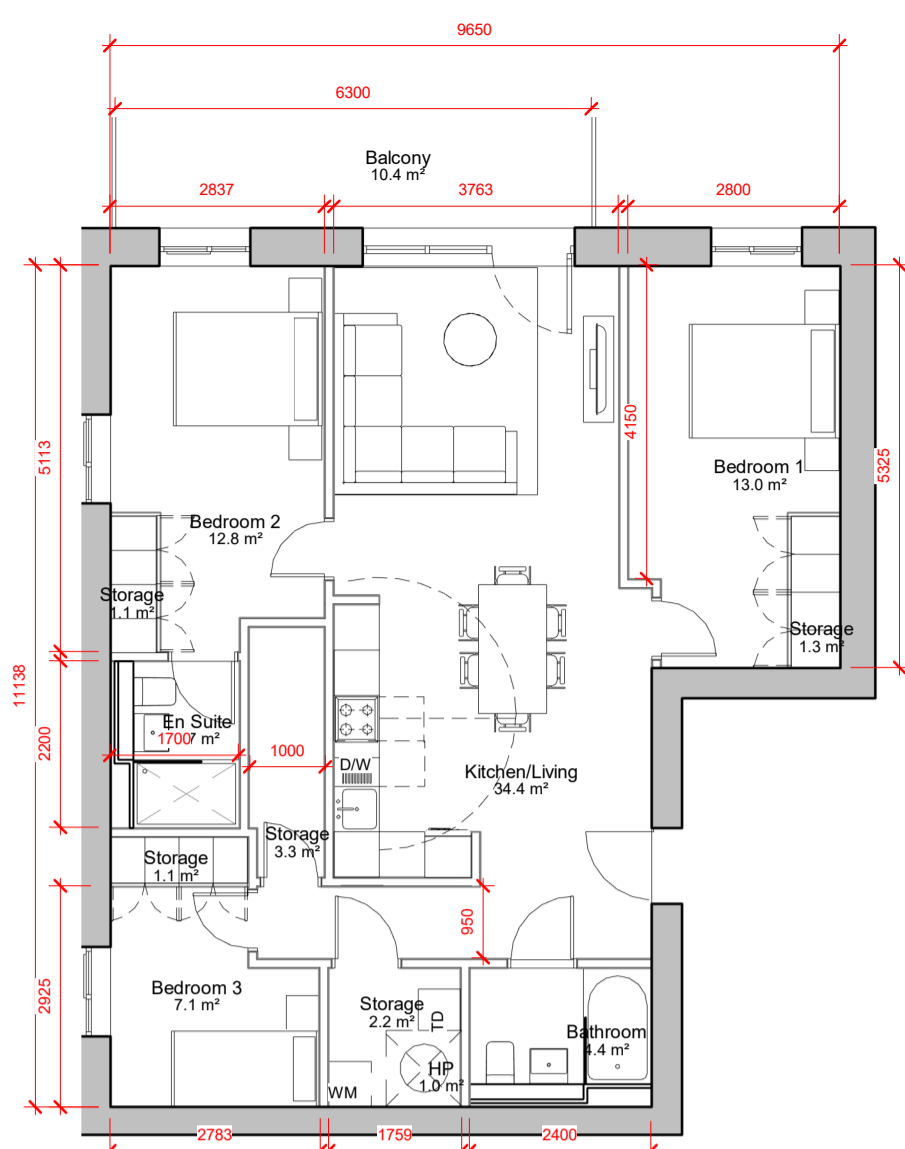 9650
6300
Balcony
10.4 m²
2837
3763
2800
5113
4150
5325
Bedroom 1
13.0 m²
Bedroom 2
12.8 m²
Storage
1.1 m²
Storage
1.3 m²
11138
2200
En Suite
7 m²
1700
1000
D/W
Kitchen/Living
34.4 m²
Storage
3.3 m²
Storage
1.1 m²
950
2925
Bedroom 3
7.1 m²
Storage
2.2 m²
TD
HP
1.0 m²
WM
Bathroom
4.4 m²
2783
1759
2400